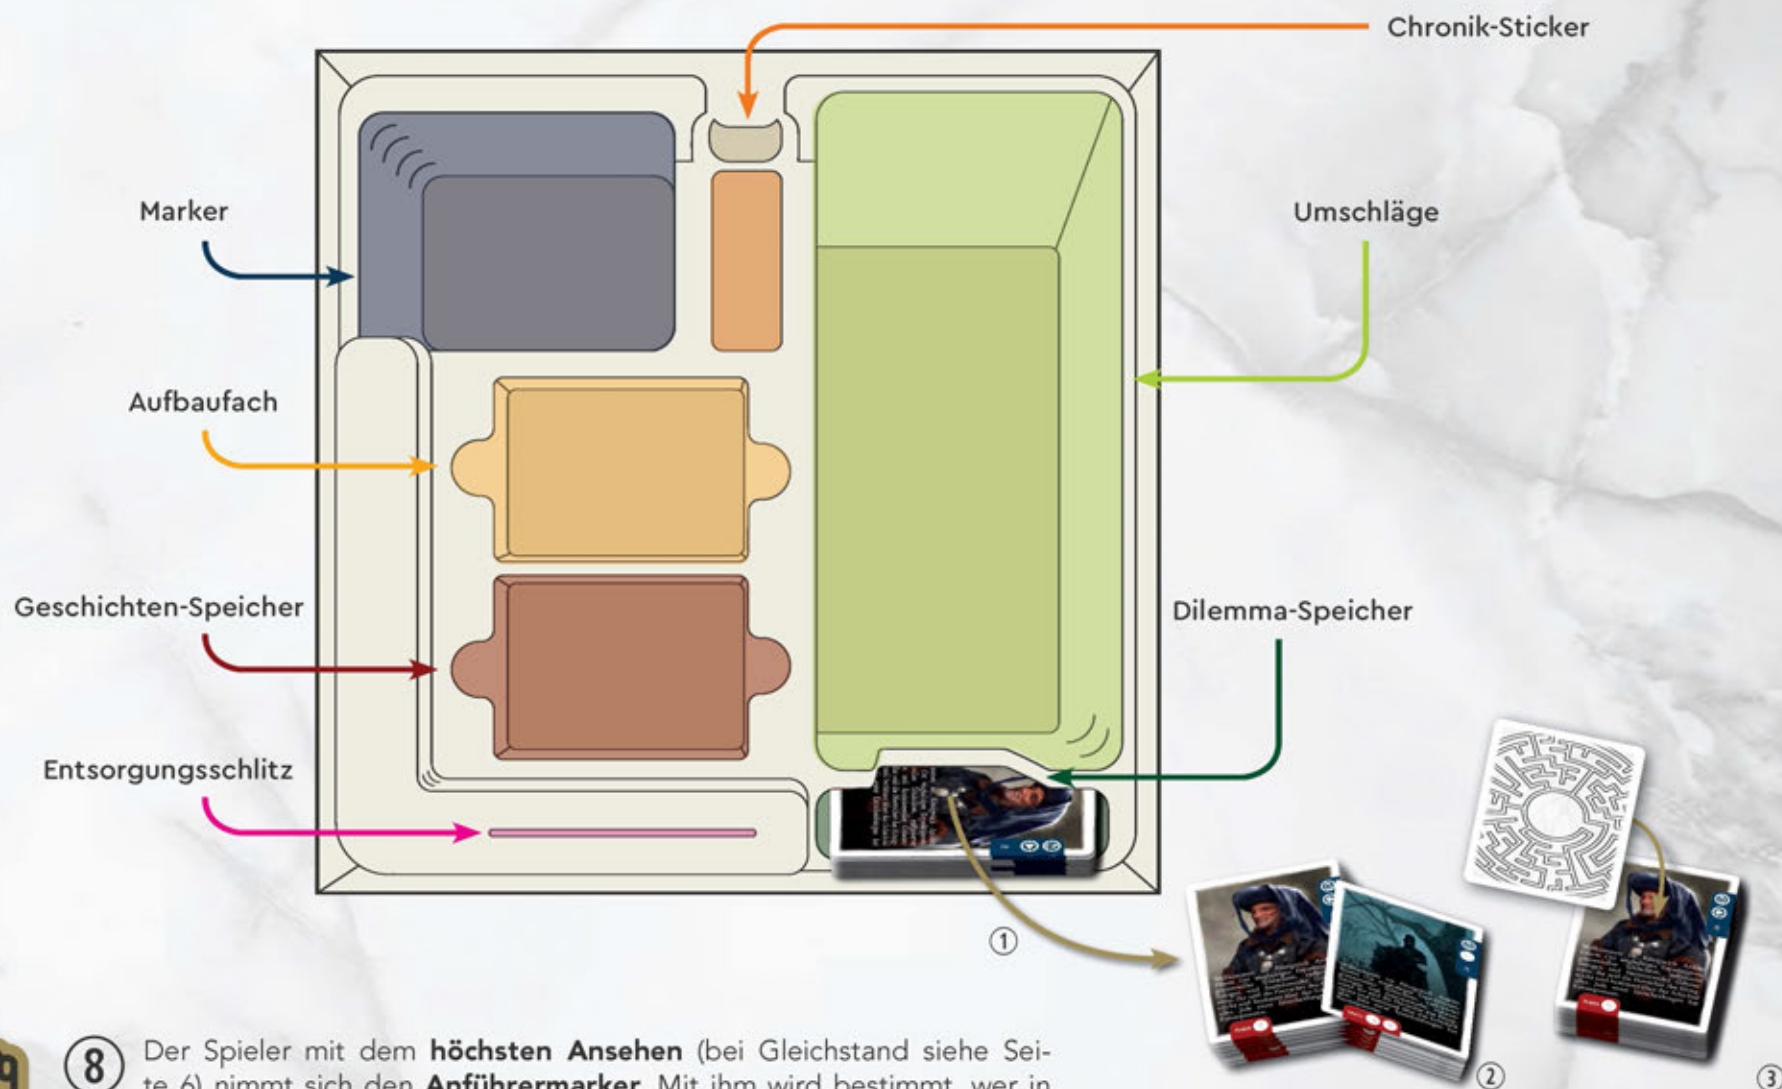 Chronik-Sticker
Marker
Umschläge
Aufbaufach
Geschichten-Speicher
Dilemma-Speicher
Entsorgungsschlitz
①
②
③
9
⑧ Der Spieler mit dem höchsten Ansehen (bei Gleichstand siehe Sei-
te 6) nimmt sich den Anführermarker. Mit ihm wird bestimmt, wer in